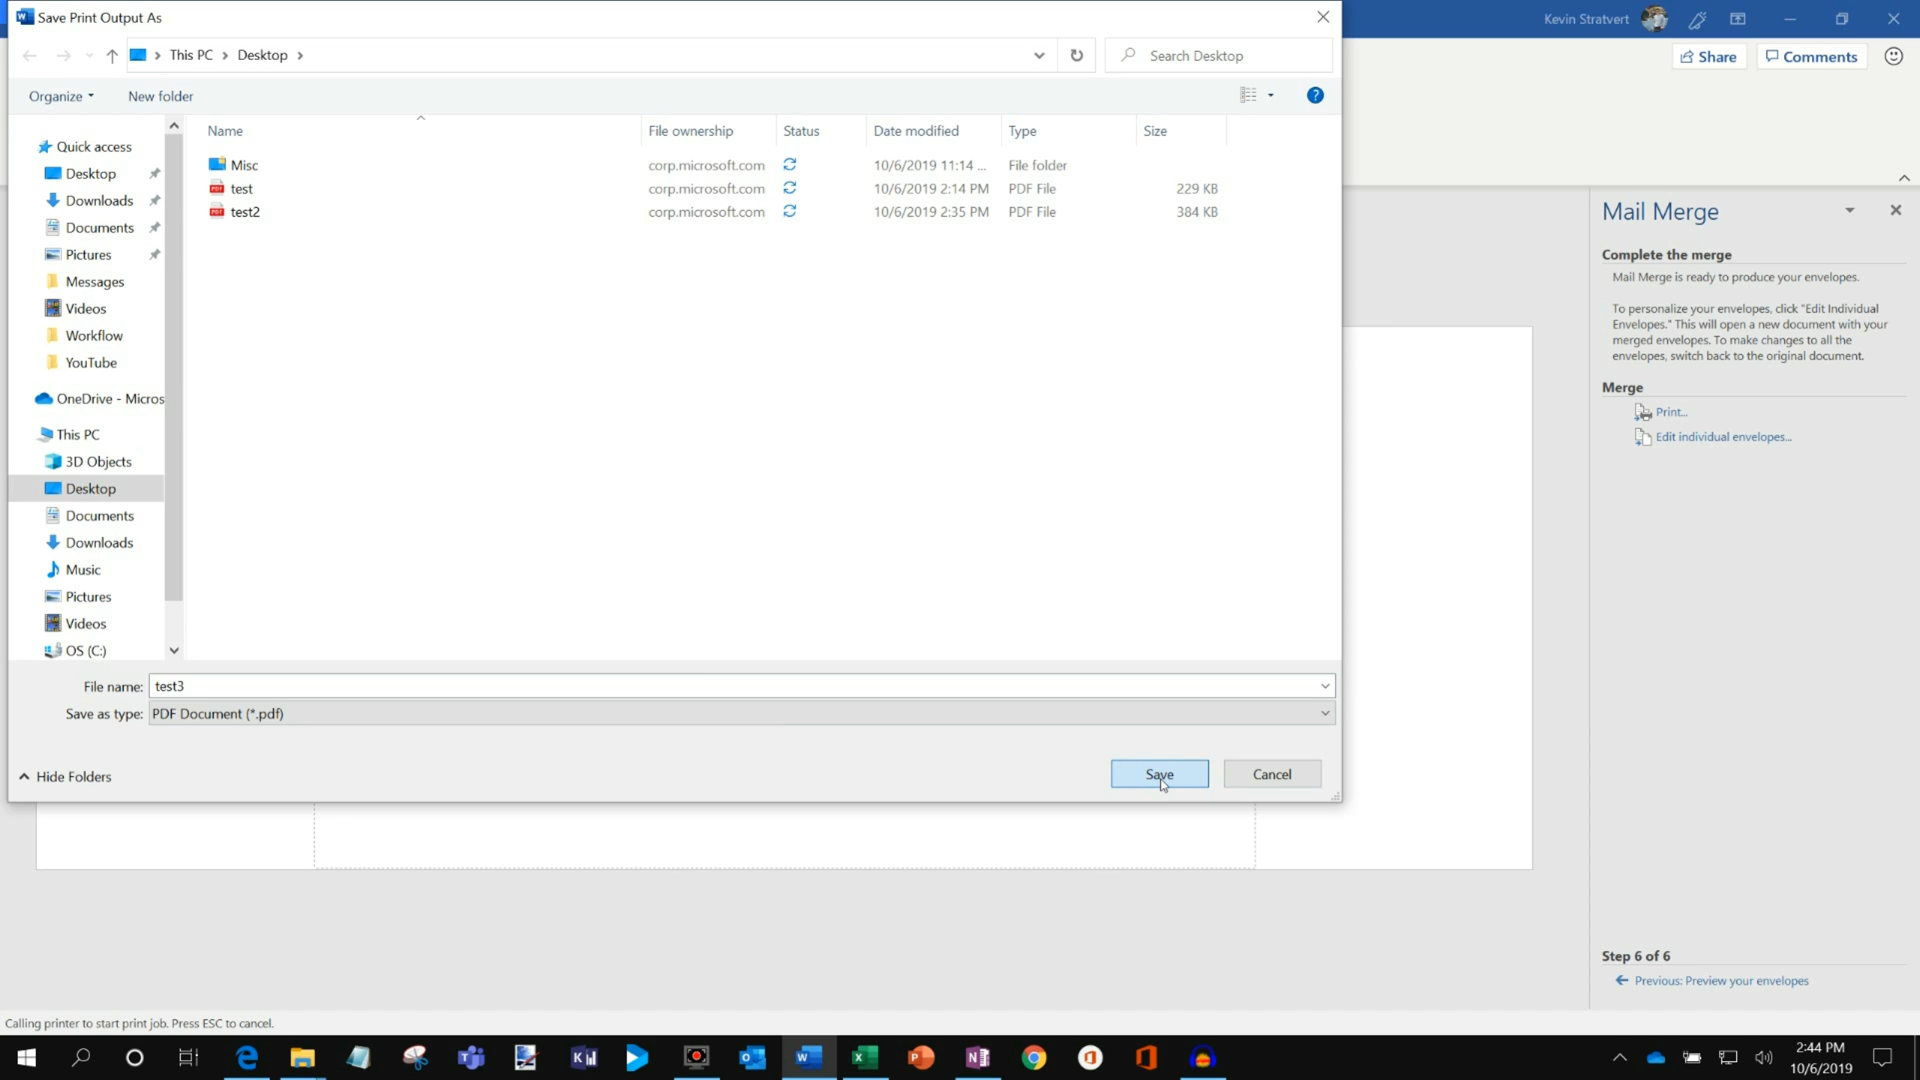 Save Print Output As
Kevin Stratvert
This PC
Desktop
Search Desktop
Share
Comments
Organize
New folder
Name
File ownership
Status
Date modified
Type
Size
Misc
corp.microsoft.com
10/6/2019 11:14 ...
File folder
test
corp.microsoft.com
10/6/2019 2:14 PM
PDF File
229 KB
test2
corp.microsoft.com
10/6/2019 2:35 PM
PDF File
384 KB
Quick access
Desktop
Downloads
Documents
Pictures
Messages
Videos
Workflow
YouTube
OneDrive - Micros
This PC
3D Objects
Desktop
Documents
Downloads
Music
Pictures
Videos
OS (C:)
File name:
test3
Save as type:
PDF Document (*.pdf)
Hide Folders
Save
Cancel
Mail Merge
Complete the merge
Mail Merge is ready to produce your envelopes.
To personalize your envelopes, click "Edit Individual
Envelopes." This will open a new document with your
merged envelopes. To make changes to all the
envelopes, switch back to the original document.
Merge
Print...
Edit individual envelopes...
Step 6 of 6
Previous: Preview your envelopes
Calling printer to start print job. Press ESC to cancel.
2:44 PM
10/6/2019